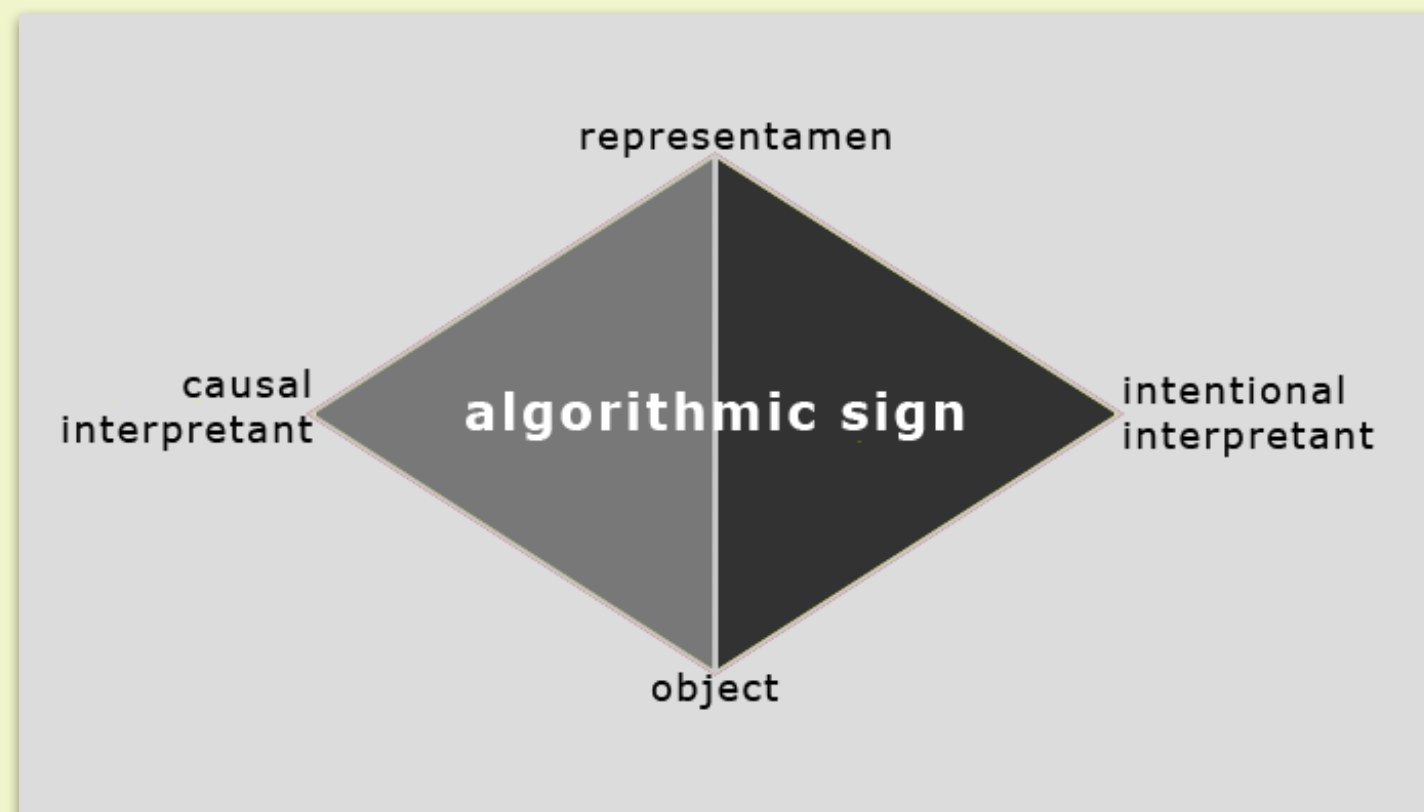 representamen
causal
interpretant
algorithmic sign
intentional
interpretant
object